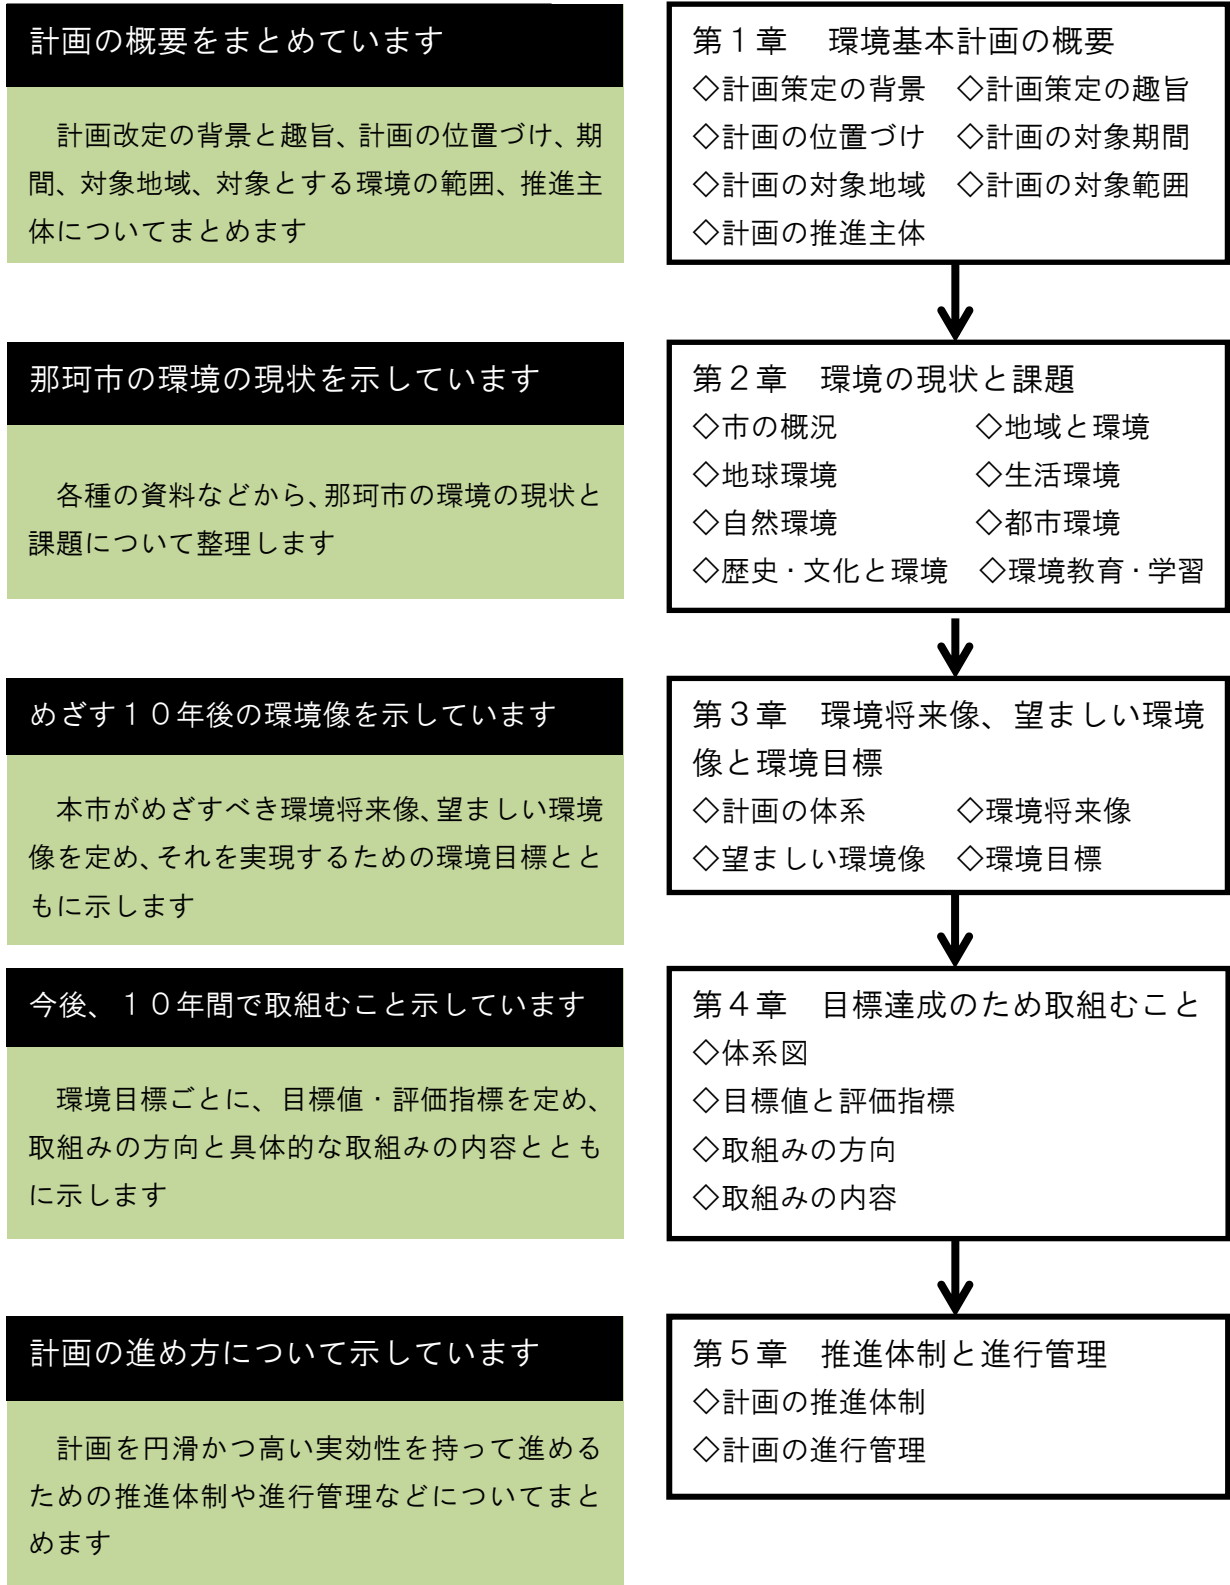 計画の概要をまとめています
計画改定の背景と趣旨、計画の位置づけ、期
間、対象地域、対象とする環境の範囲、推進主
体についてまとめます
第１章　環境基本計画の概要
◇計画策定の背景　◇計画策定の趣旨
◇計画の位置づけ　◇計画の対象期間
◇計画の対象地域　◇計画の対象範囲
◇計画の推進主体
那珂市の環境の現状を示しています
各種の資料などから、那珂市の環境の現状と
課題について整理します
第２章　環境の現状と課題
◇市の概況　◇地域と環境
◇地球環境　◇生活環境
◇自然環境　◇都市環境
◇歴史・文化と環境　◇環境教育・学習
めざす１０年後の環境像を示しています
本市がめざすべき環境将来像、望ましい環境
像を定め、それを実現するための環境目標とと
もに示します
第３章　環境将来像、望ましい環境
像と環境目標
◇計画の体系　◇環境将来像
◇望ましい環境像　◇環境目標
今後、１０年間で取組むこと示しています
環境目標ごとに、目標値・評価指標を定め、
取組みの方向と具体的な取組みの内容ととも
に示します
第４章　目標達成のため取組むこと
◇体系図
◇目標値と評価指標
◇取組みの方向
◇取組みの内容
計画の進め方について示しています
計画を円滑かつ高い実効性を持って進める
ための推進体制や進行管理などについてまと
めます
第５章　推進体制と進行管理
◇計画の推進体制
◇計画の進行管理